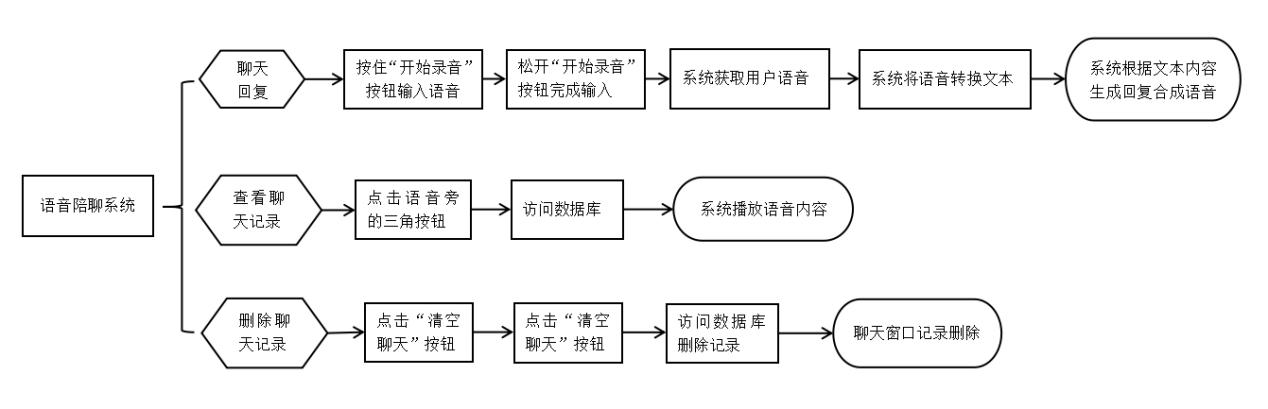 聊天
回复
按住“开始录音”
按钮输入语音
松开“开始录音”
按钮完成输入
系统获取用户语音
系统将语音转换文本
系统根据文本内容
生成回复合成语音
语音陪聊系统
查看聊
天记录
点击语音旁
的三角按钮
访问数据库
系统播放语音内容
删除聊
天记录
点击“清空
聊天”按钮
点击“清空
聊天”按钮
访问数据库
删除记录
聊天窗口记录删除